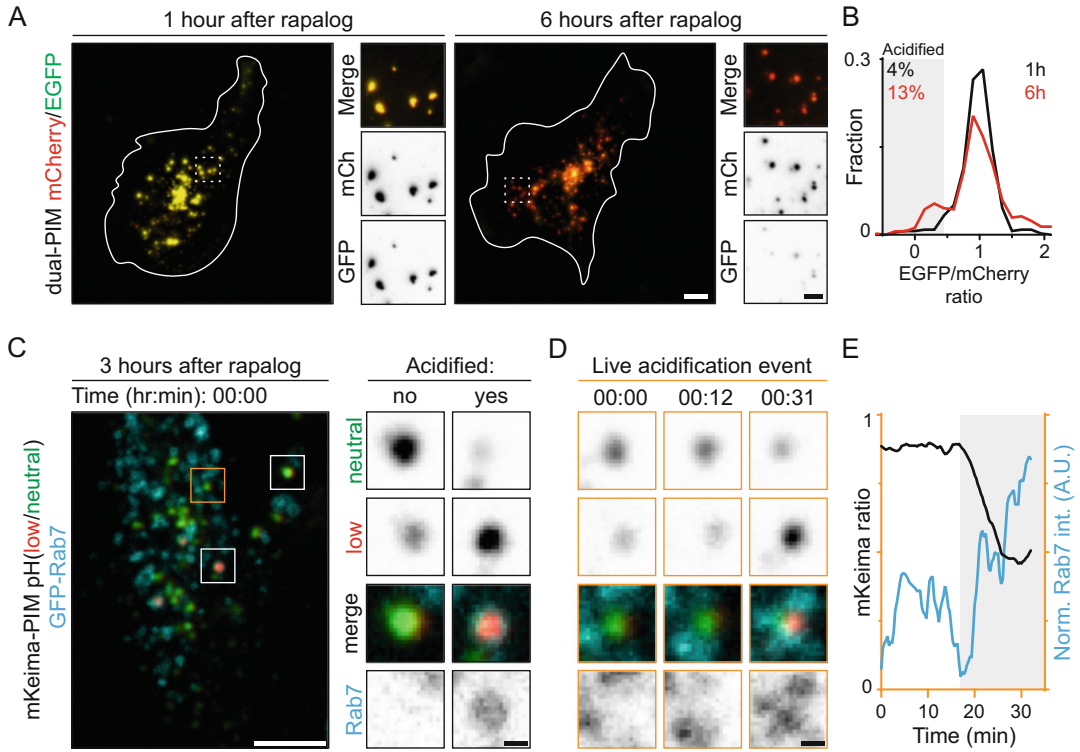 A
1 hour after rapalog
6 hours after rapalog
dual-PIM mCherry/EGFP
Merge
mCh
GFP
Merge
mCh
GFP
B
Acidified
4%
1h
13%
6h
0.3
0
Fraction
0
1
2
EGFP/mCherry
ratio
C
3 hours after rapalog
Time (hr:min): 00:00
mKeima-PIM pH(low/neutral)
GFP-Rab7
Acidified:
no
yes
neutral
low
merge
Rab7
D
Live acidification event
00:00
00:12
00:31
E
1
0
mKeima ratio
Norm. Rab7 int. (A.U.)
0
10
20
30
Time (min)